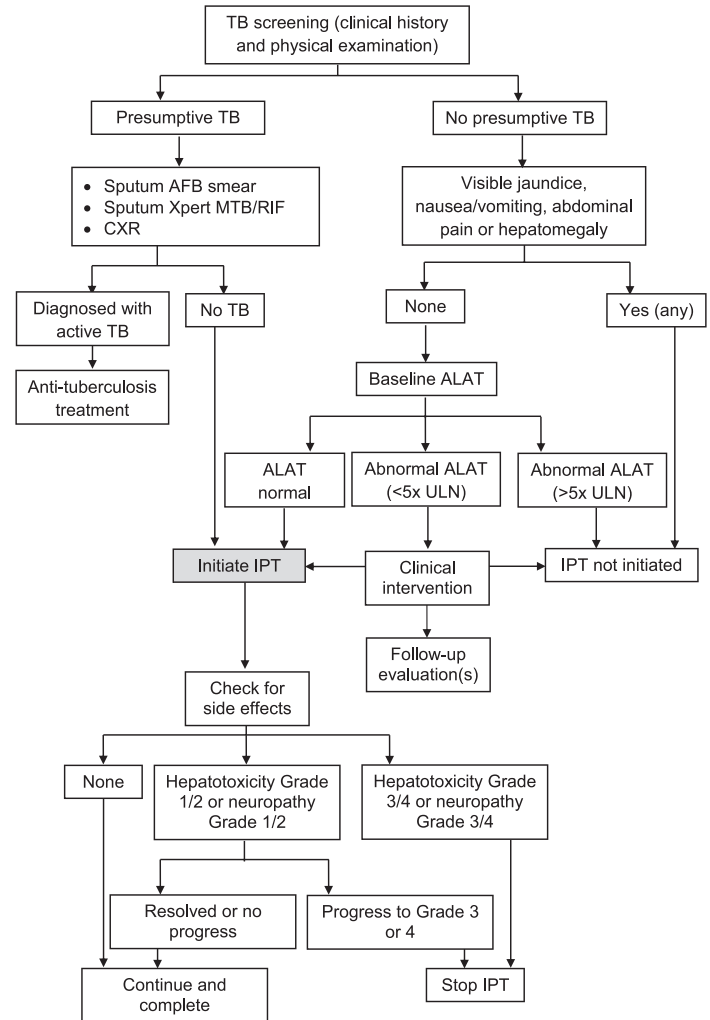 TB screening (clinical history
and physical examination)
Presumptive TB
No presumptive TB
• Sputum AFB smear
• Sputum Xpert MTB/RIF
• CXR
Visible jaundice,
nausea/vomiting, abdominal
pain or hepatomegaly
Diagnosed with
active TB
No TB
None
Yes (any)
Anti-tuberculosis
treatment
Baseline ALAT
ALAT
normal
Abnormal ALAT
(<5x ULN)
Abnormal ALAT
(>5x ULN)
Initiate IPT
Clinical
intervention
IPT not initiated
Follow-up
evaluation(s)
Check for
side effects
None
Hepatotoxicity Grade
1/2 or neuropathy
Grade 1/2
Hepatotoxicity Grade
3/4 or neuropathy
Grade 3/4
Resolved or no
progress
Progress to Grade 3
or 4
Continue and
complete
Stop IPT